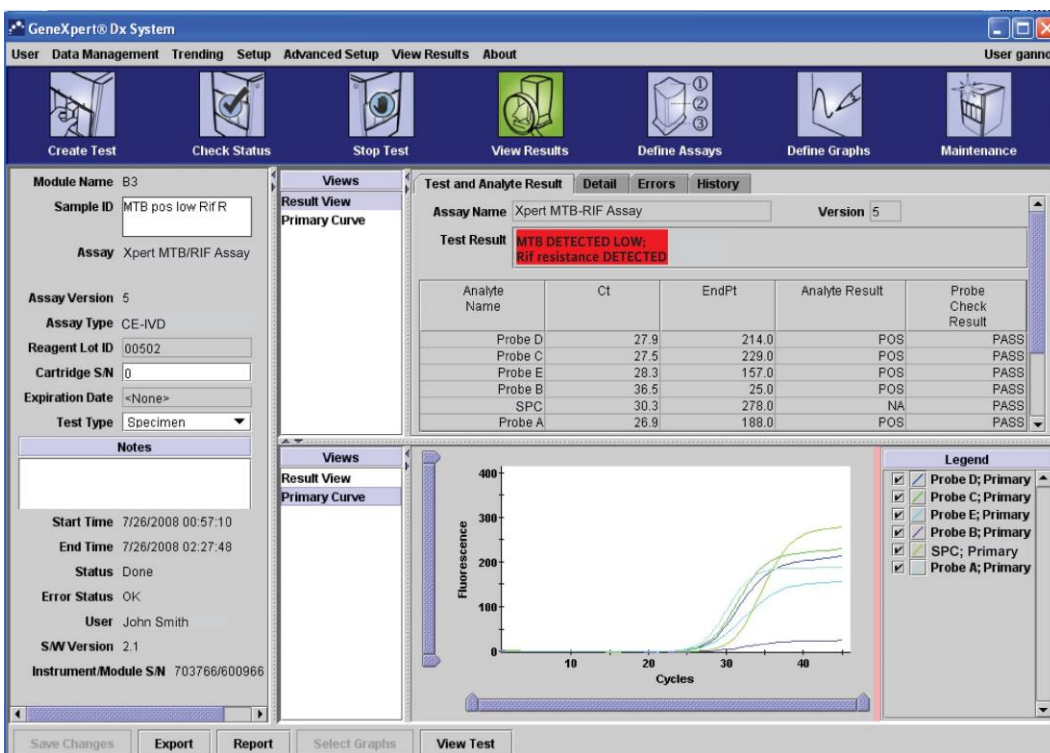 GeneXpert® Dx System
User Data Management Trending Setup Advanced Setup View Results About User ganno
Create Test Check Status Stop Test View Results Define Assays Define Graphs Maintenance
① ② ③
Module Name B3
Sample ID MTB pos low Rif R
Assay Xpert MTB/RIF Assay
Assay Version 5
Assay Type CE-IVD
Reagent Lot ID 00502
Cartridge S/N 0
Expiration Date <None>
Test Type Specimen
Notes
Start Time 7/26/2008 00:57:10
End Time 7/26/2008 02:27:48
Status Done
Error Status OK
User John Smith
S/W Version 2.1
Instrument/Module S/N 703766/600966
Views
Result View
Primary Curve
Test and Analyte Result Detail Errors History
Assay Name Xpert MTB-RIF Assay Version 5
Test Result MTB DETECTED LOW;
Rif resistance DETECTED
Analyte Name Ct EndPt Analyte Result Probe Check Result
Probe D 27.9 214.0 POS PASS
Probe C 27.5 229.0 POS PASS
Probe E 28.3 157.0 POS PASS
Probe B 36.5 25.0 POS PASS
SPC 30.3 278.0 NA PASS
Probe A 26.9 188.0 POS PASS
Views
Result View
Primary Curve
Fluorescence
400
300
200
100
0
10 20 30 40
Cycles
Legend
Probe D; Primary
Probe C; Primary
Probe E; Primary
Probe B; Primary
SPC; Primary
Probe A; Primary
Save Changes Export Report Select Graphs View Test